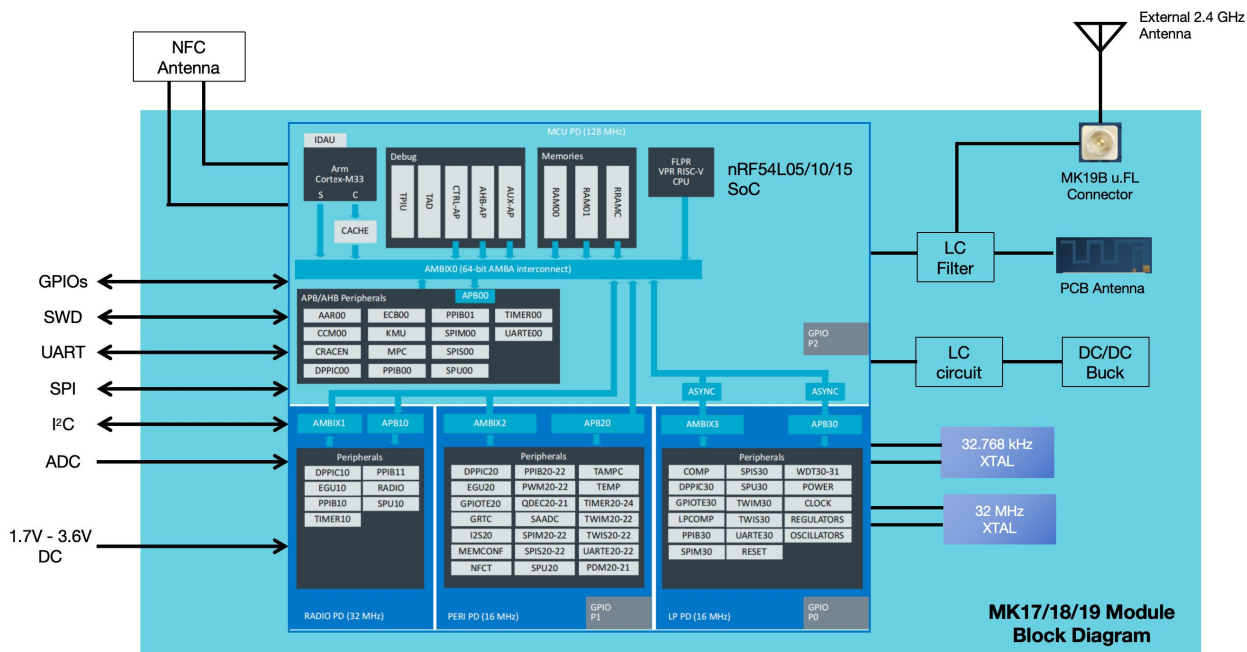 External 2.4 GHz
Antenna
NFC
Antenna
MCU PD (128 MHz)
IDAU
Arm
Cortex-M33
S C
CACHE
Debug
TPIU
TAD
CTRL-AP
AHB-AP
AUX-AP
Memories
RAM00
RAM01
RRAMC
FLPR
VPR RISC-V
CPU
nRF54L05/10/15
SoC
MK19B u.FL
Connector
LC
Filter
PCB Antenna
AMBIX0 (64-bit AMBA interconnect)
GPIOs
SWD
UART
SPI
I²C
ADC
1.7V - 3.6V
DC
APB/AHB Peripherals
APB00
AAR00 ECB00 PPIB01 TIMER00
CCM00 KMU SPIM00 UARTE00
CRACEN MPC SPIS00
DPPIC00 PPIB00 SPU00
GPIO
P2
LC
circuit
DC/DC
Buck
ASYNC
ASYNC
AMBIX1 APB10
Peripherals
DPPIC10 PPIB11
EGU10 RADIO
PPIB10 SPU10
TIMER10
RADIO PD (32 MHz)
AMBIX2 APB20
Peripherals
DPPIC20 PPIB20-22 TAMPC
EGU20 PWM20-22 TEMP
GPIOTE20 QDEC20-21 TIMER20-24
GRTC SAADC TWIM20-22
I2S20 SPIM20-22 TWIS20-22
MEMCONF SPIS20-22 UARTE20-22
NFCT SPU20 PDM20-21
PERI PD (16 MHz)
GPIO
P1
AMBIX3 APB30
Peripherals
COMP SPIS30 WDT30-31
DPPIC30 SPU30 POWER
GPIOTE30 TWIM30 CLOCK
LPCOMP TWIS30 REGULATORS
PPIB30 UARTE30 OSCILLATORS
SPIM30 RESET
LP PD (16 MHz)
GPIO
P0
32.768 kHz
XTAL
32 MHz
XTAL
MK17/18/19 Module
Block Diagram